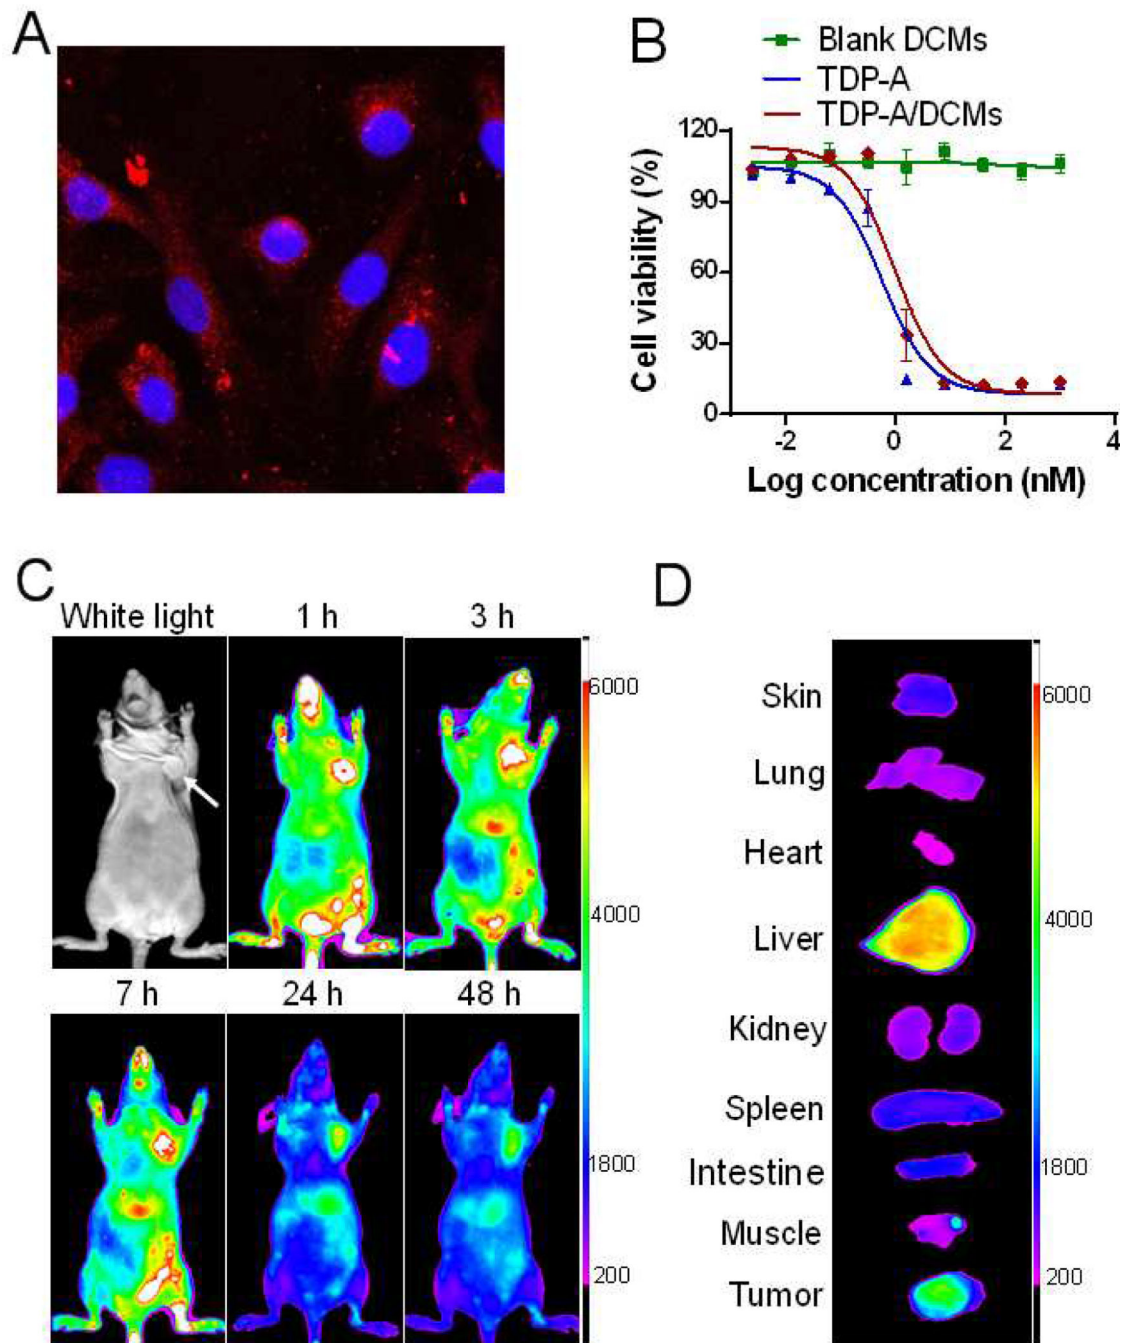 A
B
Blank DCMs
TDP-A
TDP-A/DCMs
Cell viability (%)
120
90
60
30
0
-2 0 2 4
Log concentration (nM)
C
White light 1 h 3 h
7 h 24 h 48 h
6000
4000
1800
200
D
Skin
Lung
Heart
Liver
Kidney
Spleen
Intestine
Muscle
Tumor
6000
4000
1800
200